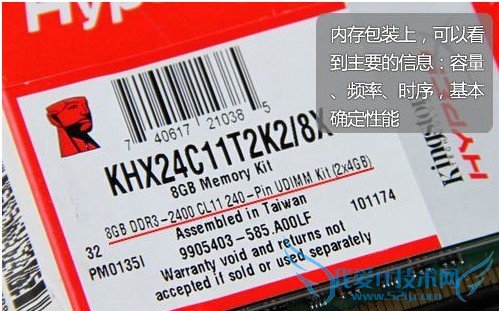 Hype
内存包装上，可以看
到主要的信息：容量
、频率、时序，基本
确定性能
HYPER
Kingston
7 40617 21038 5
KHX24C11T2K2/8X
8GB Memory Kit
8GB DDR3-2400 CL11 240-Pin UDIMM Kit (2x4GB)
Assembled in Taiwan
32
9905403-585.A00LF
101174
PM0135I
Warranty void and returns not
accepted if sold or used separately